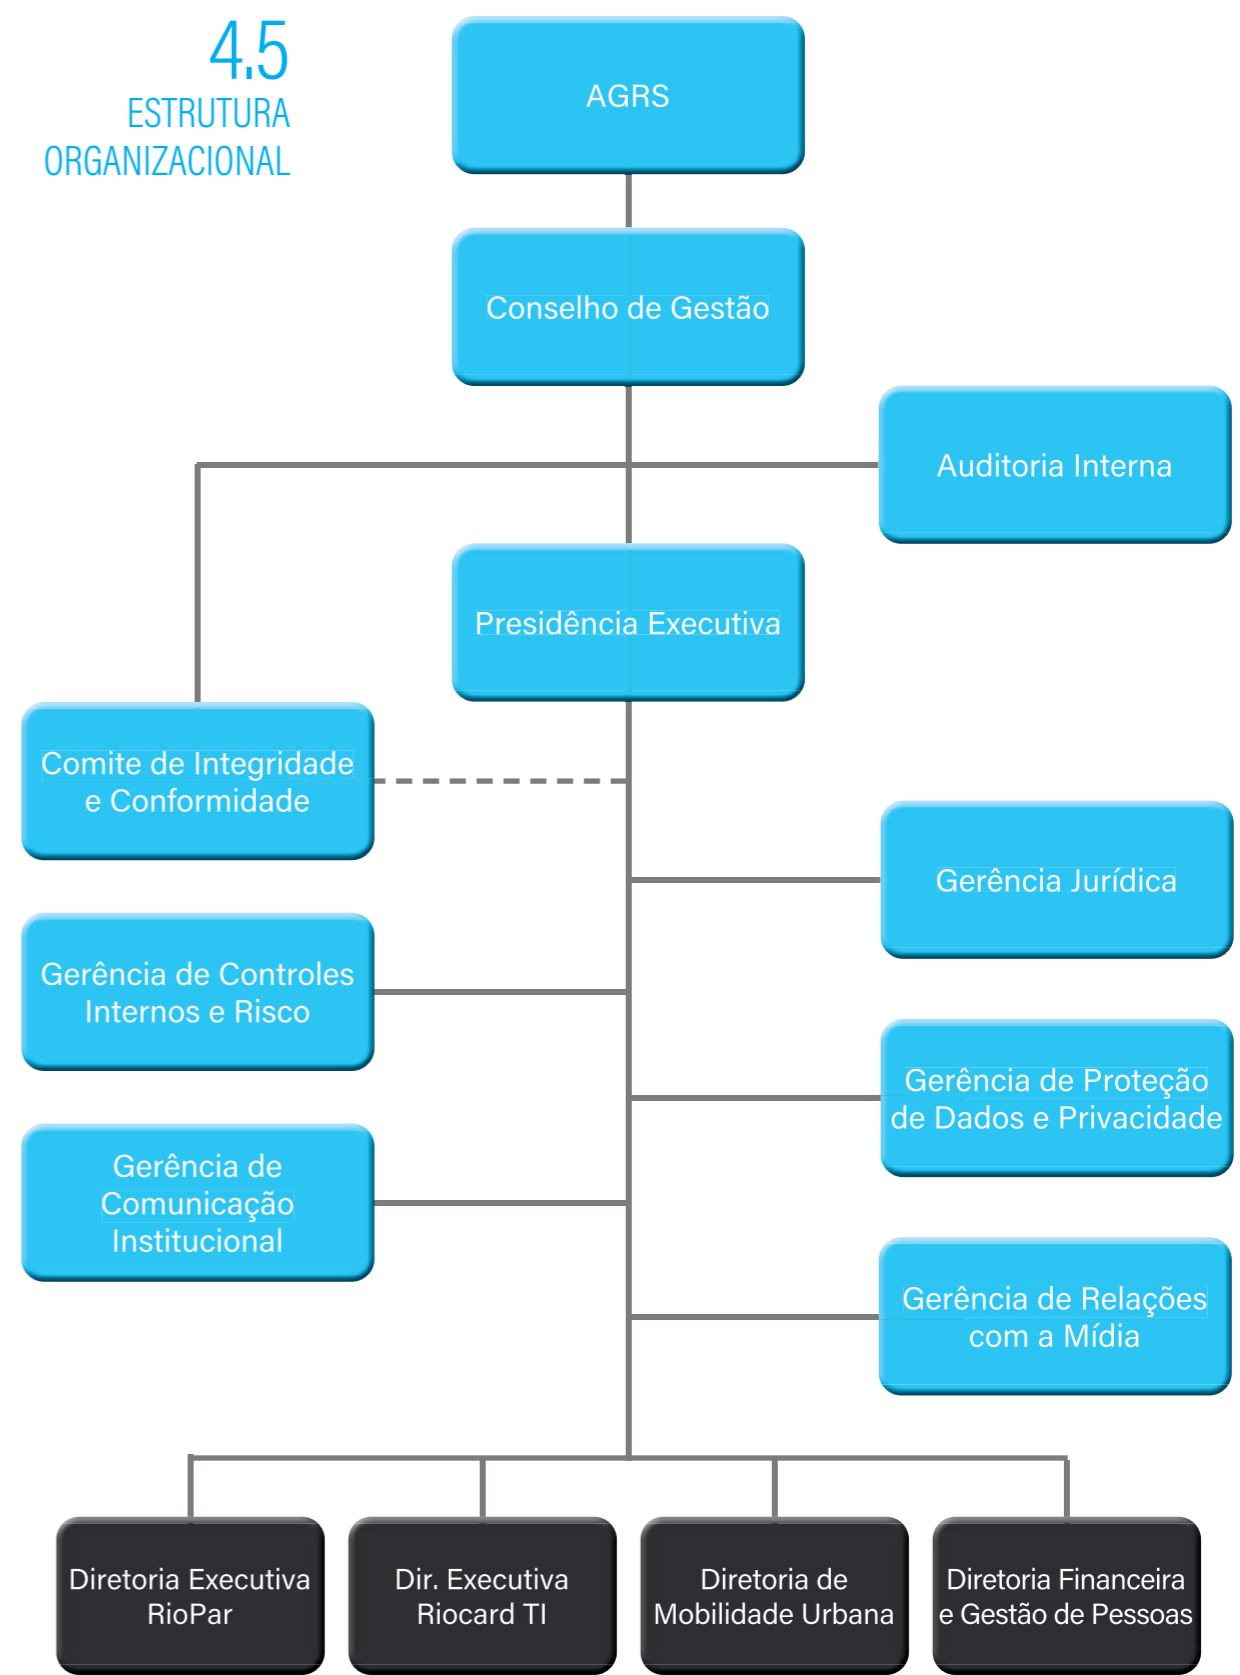 4.5
ESTRUTURA
ORGANIZACIONAL
AGRS
Conselho de Gestão
Auditoria Interna
Presidência Executiva
Comite de Integridade
e Conformidade
Gerência Jurídica
Gerência de Controles
Internos e Risco
Gerência de Proteção
de Dados e Privacidade
Gerência de
Comunicação
Institucional
Gerência de Relações
com a Mídia
Diretoria Executiva
RioPar
Dir. Executiva
Riocard TI
Diretoria de
Mobilidade Urbana
Diretoria Financeira
e Gestão de Pessoas